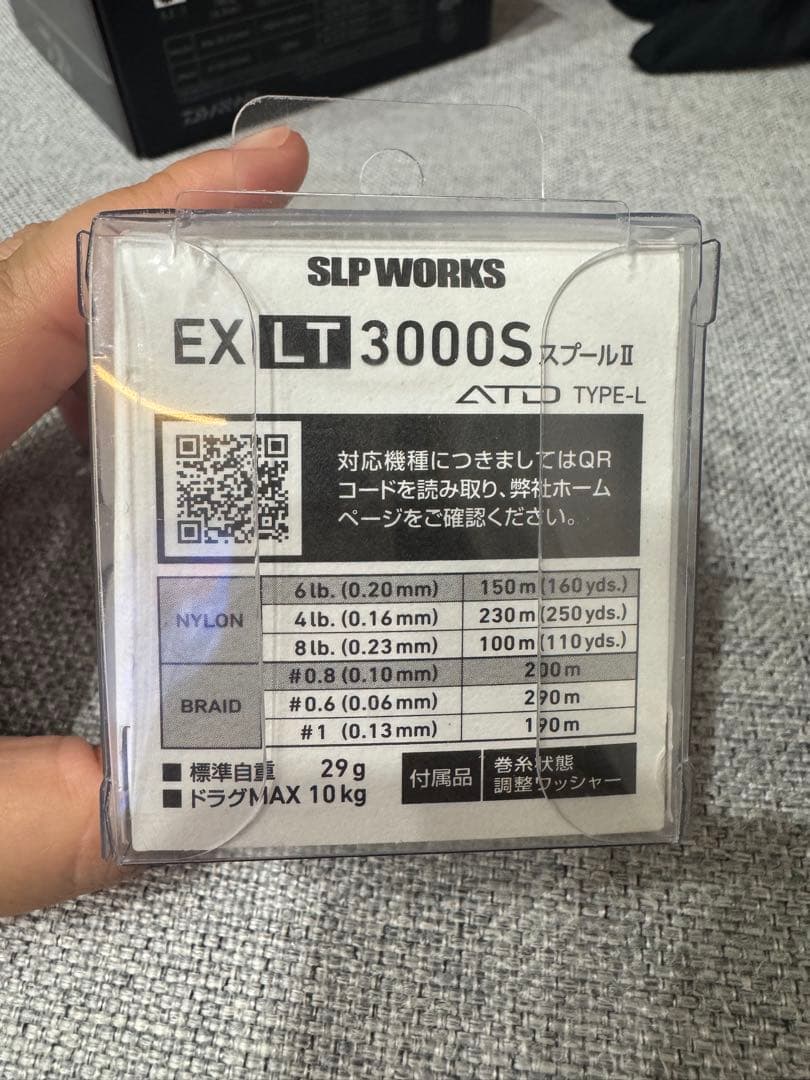 SLP WORKS
EX LT 3000S スプールⅡ
ATD TYPE-L
対応機種につきましてはQR
コードを読み取り、弊社ホーム
ページをご確認ください。
NYLON
6lb. (0.20mm) 150m (160yds.)
4lb. (0.16mm) 230m (250yds.)
8lb. (0.23mm) 100m (110yds.)
BRAID
#0.8 (0.10mm) 200m
#0.6 (0.06mm) 290m
#1 (0.13mm) 190m
■ 標準自重 29g
■ ドラグMAX 10kg
付属品
巻糸状態
調整ワッシャー